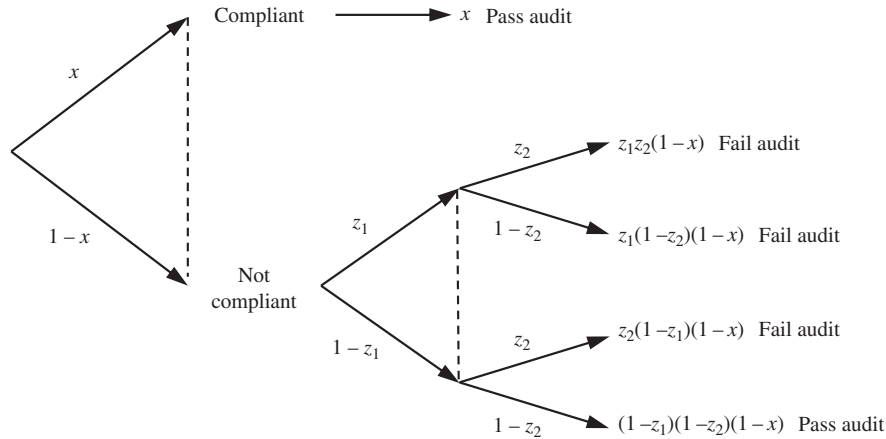 Compliant
x Pass audit
x
z₂
z₁z₂(1 – x) Fail audit
1 – x
z₁
1 – z₂
z₁(1–z₂)(1–x) Fail audit
Not
compliant
1 – z₁
z₂
z₂(1–z₁)(1–x) Fail audit
1 – z₂
(1–z₁)(1–z₂)(1–x) Pass audit